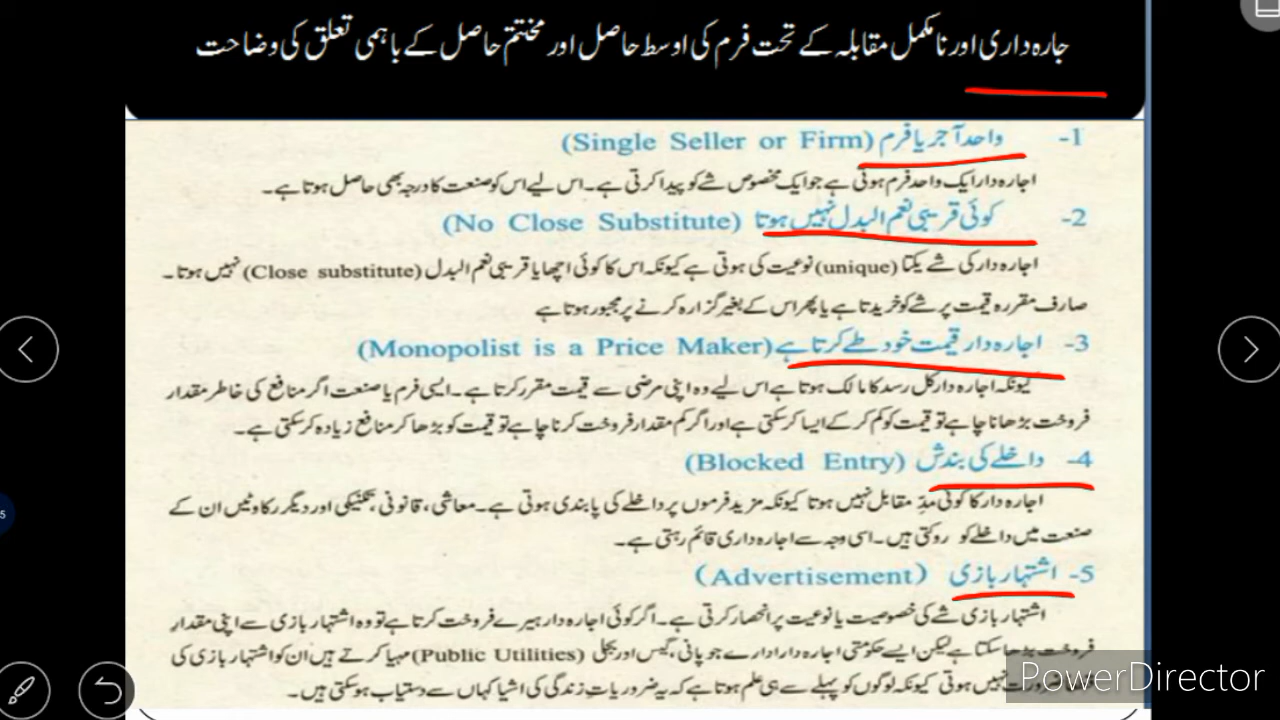 جارہ داری اور نا مکمل مقابلہ کے تحت فرم کی اوسط حاصل اور مختتم حاصل کے باہمی تعلق کی وضاحت
1- واحد آجر یا فرم (Single Seller or Firm)
اجارہ دار ایک واحد فرم ہوتی ہے جو ایک مخصوص شے کو پیدا کرتی ہے۔ اس لیے اس کو صنعت کا درجہ بھی حاصل ہوتا ہے۔
2- کوئی قریبی نعم البدل نہیں ہوتا (No Close Substitute)
اجارہ دار کی شے یکتا (unique) نوعیت کی ہوتی ہے کیونکہ اس کا کوئی اچھا یا قریبی نعم البدل (Close substitute) نہیں ہوتا۔
صارف مقررہ قیمت پر شے کو خریدتا ہے یا پھر اس کے بغیر گزارہ کرنے پر مجبور ہوتا ہے
3- اجارہ دار قیمت خود طے کرتا ہے (Monopolist is a Price Maker)
کیونکہ اجارہ دار کل رسد کا مالک ہوتا ہے اس لیے وہ اپنی مرضی سے قیمت مقرر کرتا ہے۔ ایسی فرم یا صنعت اگر منافع کی خاطر مقدار
فروخت بڑھانا چاہے تو قیمت کو کم کر کے ایسا کر سکتی ہے اور اگر کم مقدار فروخت کرنا چاہے تو قیمت کو بڑھا کر منافع زیادہ کر سکتی ہے۔
4- داخلے کی بندش (Blocked Entry)
اجارہ دار کا کوئی مدِّ مقابل نہیں ہوتا کیونکہ مزید فرموں پر داخلے کی پابندی ہوتی ہے۔ معاشی، قانونی، تکنیکی اور دیگر رکاوٹیں ان کے
صنعت میں داخلے کو روکتی ہیں۔ اسی وجہ سے اجارہ داری قائم رہتی ہے۔
5- اشتہار بازی (Advertisement)
اشتہار بازی شے کی خصوصیت یا نوعیت پر انحصار کرتی ہے۔ اگر کوئی اجارہ دار ہیرے فروخت کرتا ہے تو وہ اشتہار بازی سے اپنی مقدار
فروخت بڑھا سکتا ہے لیکن ایسے حکومتی اجارہ دار ادارے جو پانی، گیس اور بجلی (Public Utilities) مہیا کرتے ہیں ان کو اشتہار بازی کی
ضرورت نہیں ہوتی کیونکہ لوگوں کو پہلے سے ہی علم ہوتا ہے کہ یہ ضروریات زندگی کی اشیا کہاں سے دستیاب ہو سکتی ہیں۔
PowerDirector
5